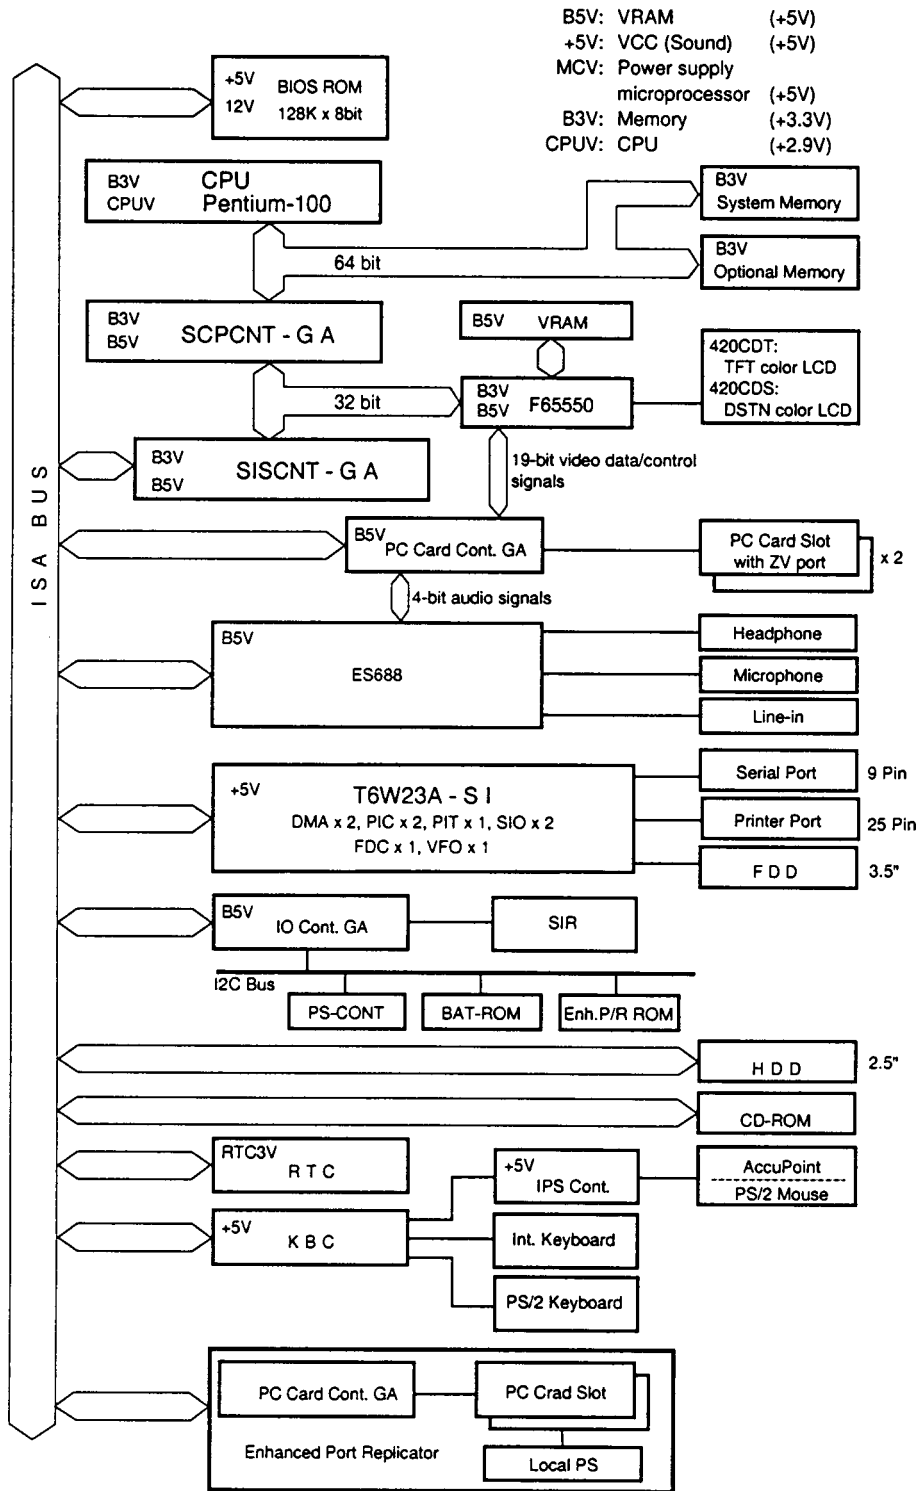 B5V: VRAM (+5V)
+5V: VCC (Sound) (+5V)
MCV: Power supply
microprocessor (+5V)
B3V: Memory (+3.3V)
CPUV: CPU (+2.9V)
ISA BUS
+5V BIOS ROM
12V 128K x 8bit
B3V CPU
CPUV Pentium-100
B3V
System Memory
64 bit
B3V
Optional Memory
B3V
B5V SCPCNT - G A
B5V VRAM
420CDT:
TFT color LCD
420CDS:
DSTN color LCD
32 bit
B3V
B5V F65550
B3V
B5V SISCNT - G A
19-bit video data/control
signals
B5V
PC Card Cont. GA
PC Card Slot
with ZV port
x 2
4-bit audio signals
B5V
ES688
Headphone
Microphone
Line-in
+5V T6W23A - S I
DMA x 2, PIC x 2, PIT x 1, SIO x 2
FDC x 1, VFO x 1
Serial Port 9 Pin
Printer Port 25 Pin
F D D 3.5"
B5V
IO Cont. GA
SIR
I2C Bus
PS-CONT
BAT-ROM
Enh.P/R ROM
H D D 2.5"
CD-ROM
RTC3V
R T C
+5V
IPS Cont.
AccuPoint
PS/2 Mouse
+5V
K B C
Int. Keyboard
PS/2 Keyboard
PC Card Cont. GA
PC Crad Slot
Enhanced Port Replicator
Local PS